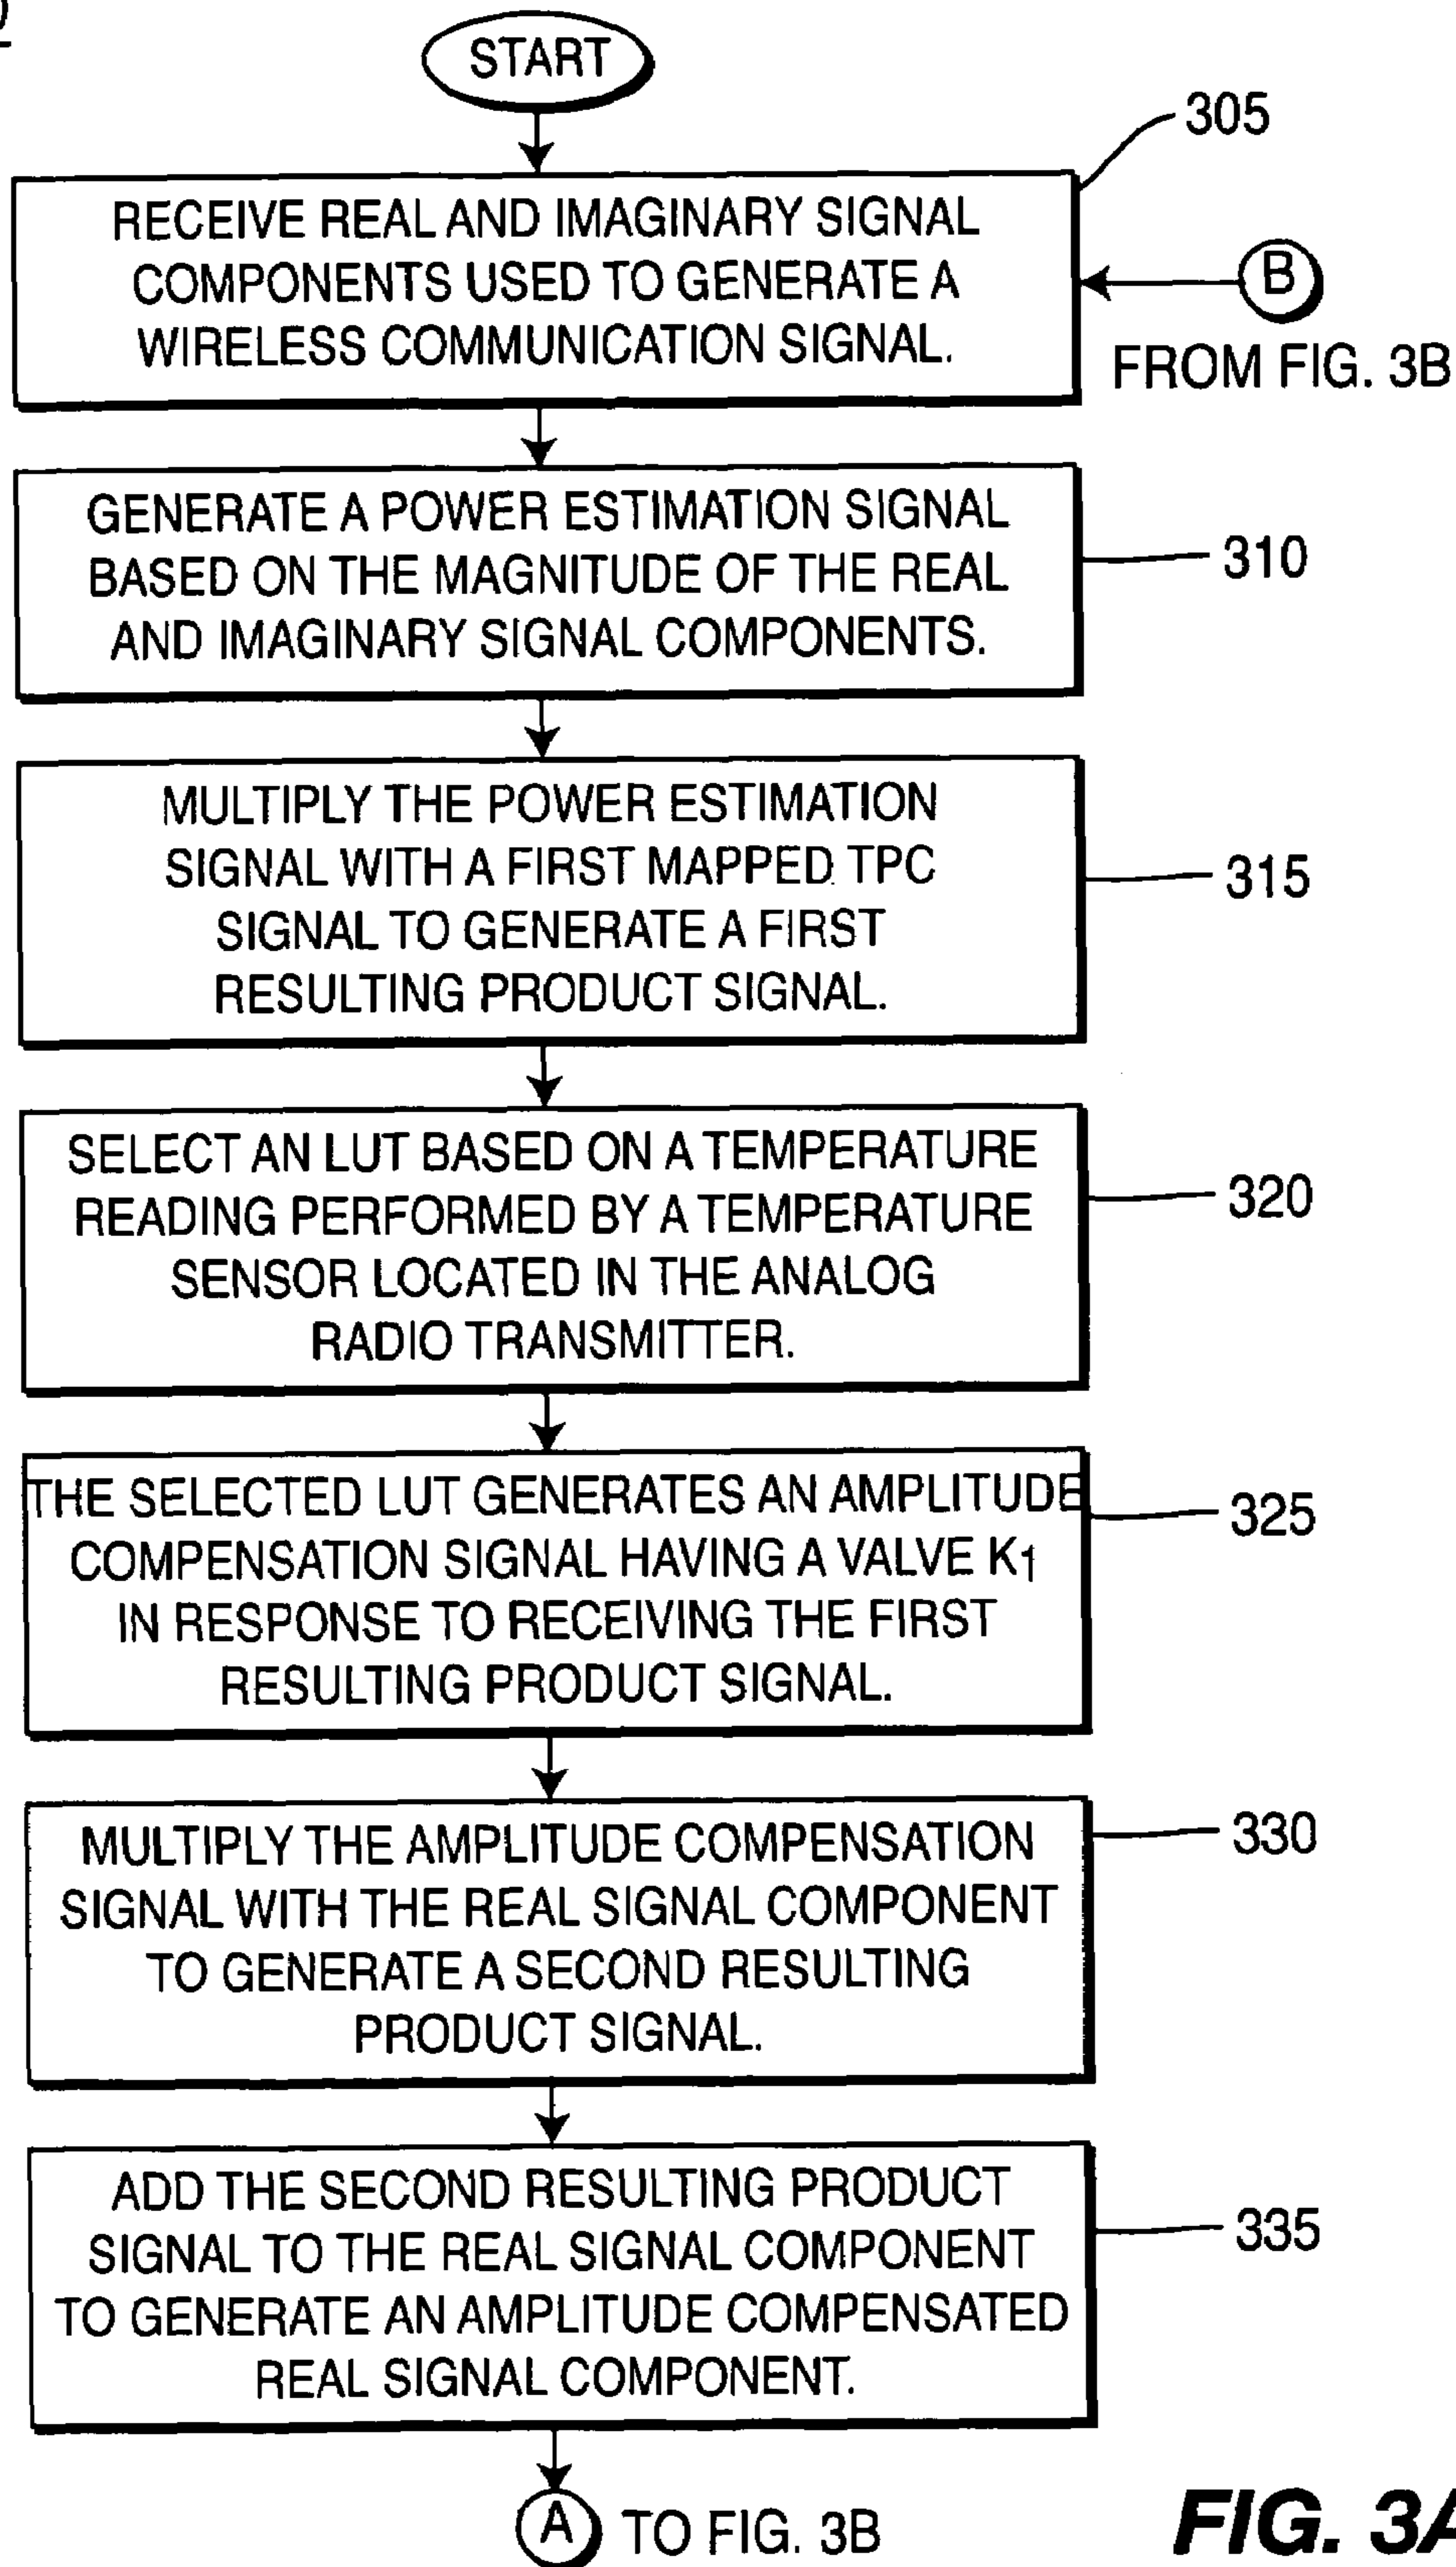 START
305
RECEIVE REAL AND IMAGINARY SIGNAL
COMPONENTS USED TO GENERATE A
WIRELESS COMMUNICATION SIGNAL.
B
FROM FIG. 3B
GENERATE A POWER ESTIMATION SIGNAL
BASED ON THE MAGNITUDE OF THE REAL
AND IMAGINARY SIGNAL COMPONENTS.
310
MULTIPLY THE POWER ESTIMATION
SIGNAL WITH A FIRST MAPPED TPC
SIGNAL TO GENERATE A FIRST
RESULTING PRODUCT SIGNAL.
315
SELECT AN LUT BASED ON A TEMPERATURE
READING PERFORMED BY A TEMPERATURE
SENSOR LOCATED IN THE ANALOG
RADIO TRANSMITTER.
320
THE SELECTED LUT GENERATES AN AMPLITUDE
COMPENSATION SIGNAL HAVING A VALVE K1
IN RESPONSE TO RECEIVING THE FIRST
RESULTING PRODUCT SIGNAL.
325
MULTIPLY THE AMPLITUDE COMPENSATION
SIGNAL WITH THE REAL SIGNAL COMPONENT
TO GENERATE A SECOND RESULTING
PRODUCT SIGNAL.
330
ADD THE SECOND RESULTING PRODUCT
SIGNAL TO THE REAL SIGNAL COMPONENT
TO GENERATE AN AMPLITUDE COMPENSATED
REAL SIGNAL COMPONENT.
335
A TO FIG. 3B
FIG. 3A